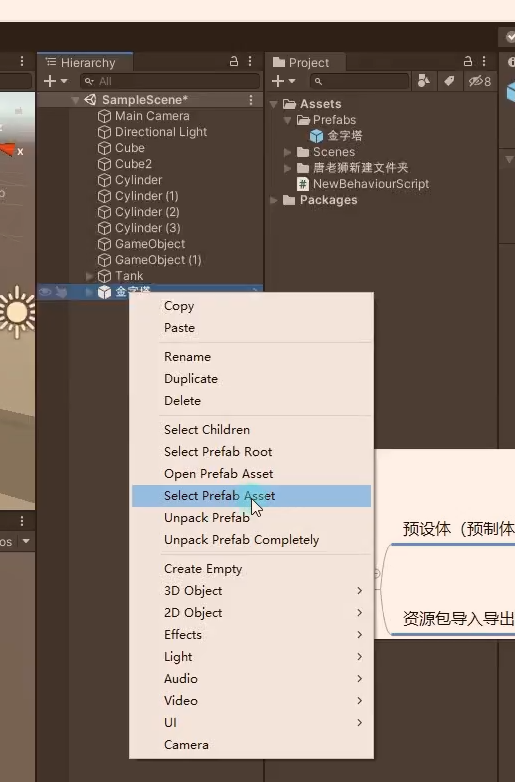 Hierarchy
All
SampleScene*
Main Camera
Directional Light
Cube
Cube2
Cylinder
Cylinder (1)
Cylinder (2)
Cylinder (3)
GameObject
GameObject (1)
Tank
金字塔
Project
8
Assets
Prefabs
金字塔
Scenes
唐老狮新建文件夹
NewBehaviourScript
Packages
x
os
Copy
Paste
Rename
Duplicate
Delete
Select Children
Select Prefab Root
Open Prefab Asset
Select Prefab Asset
Unpack Prefab
Unpack Prefab Completely
Create Empty
3D Object
2D Object
Effects
Light
Audio
Video
UI
Camera
预设体（预制体
资源包导入导出